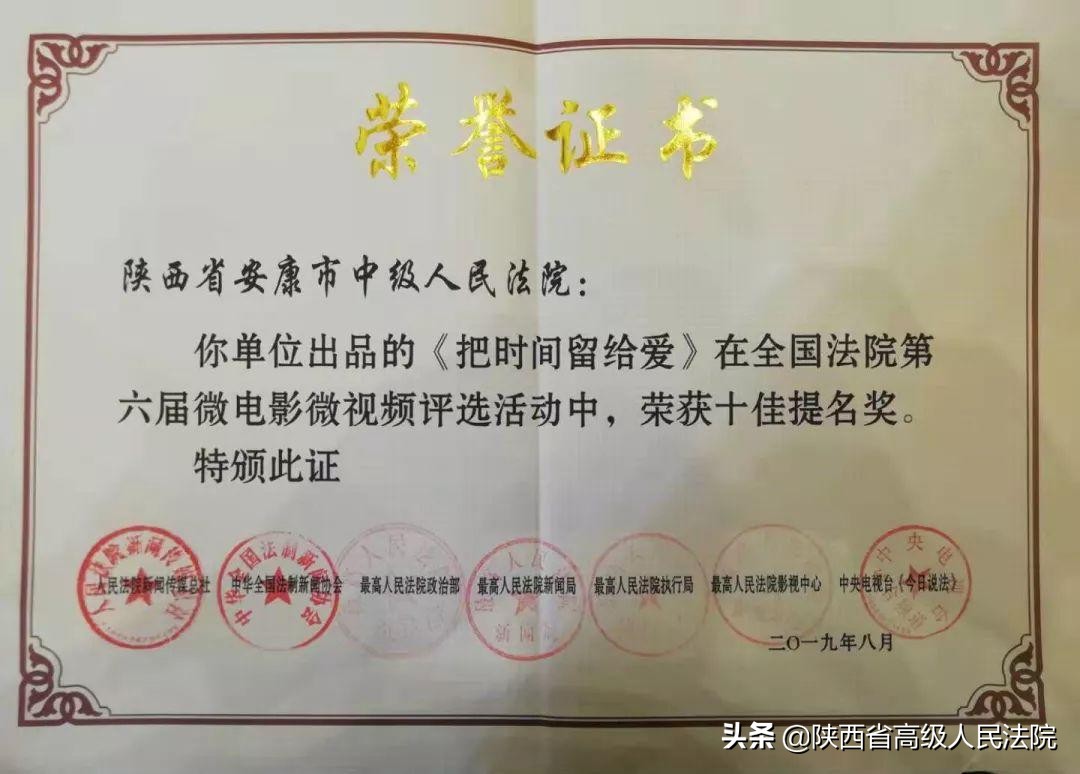 荣誉证书
陕西省安康市中级人民法院：
你单位出品的《把时间留给爱》在全国法院第
六届微电影微视频评选活动中，荣获十佳提名奖。
特颁此证
人民法院新闻传媒总社 中华全国法制新闻协会 最高人民法院政治部 最高人民法院新闻局 最高人民法院执行局 最高人民法院影视中心 中央电视台《今日说法》
二〇一九年八月
头条 @陕西省高级人民法院